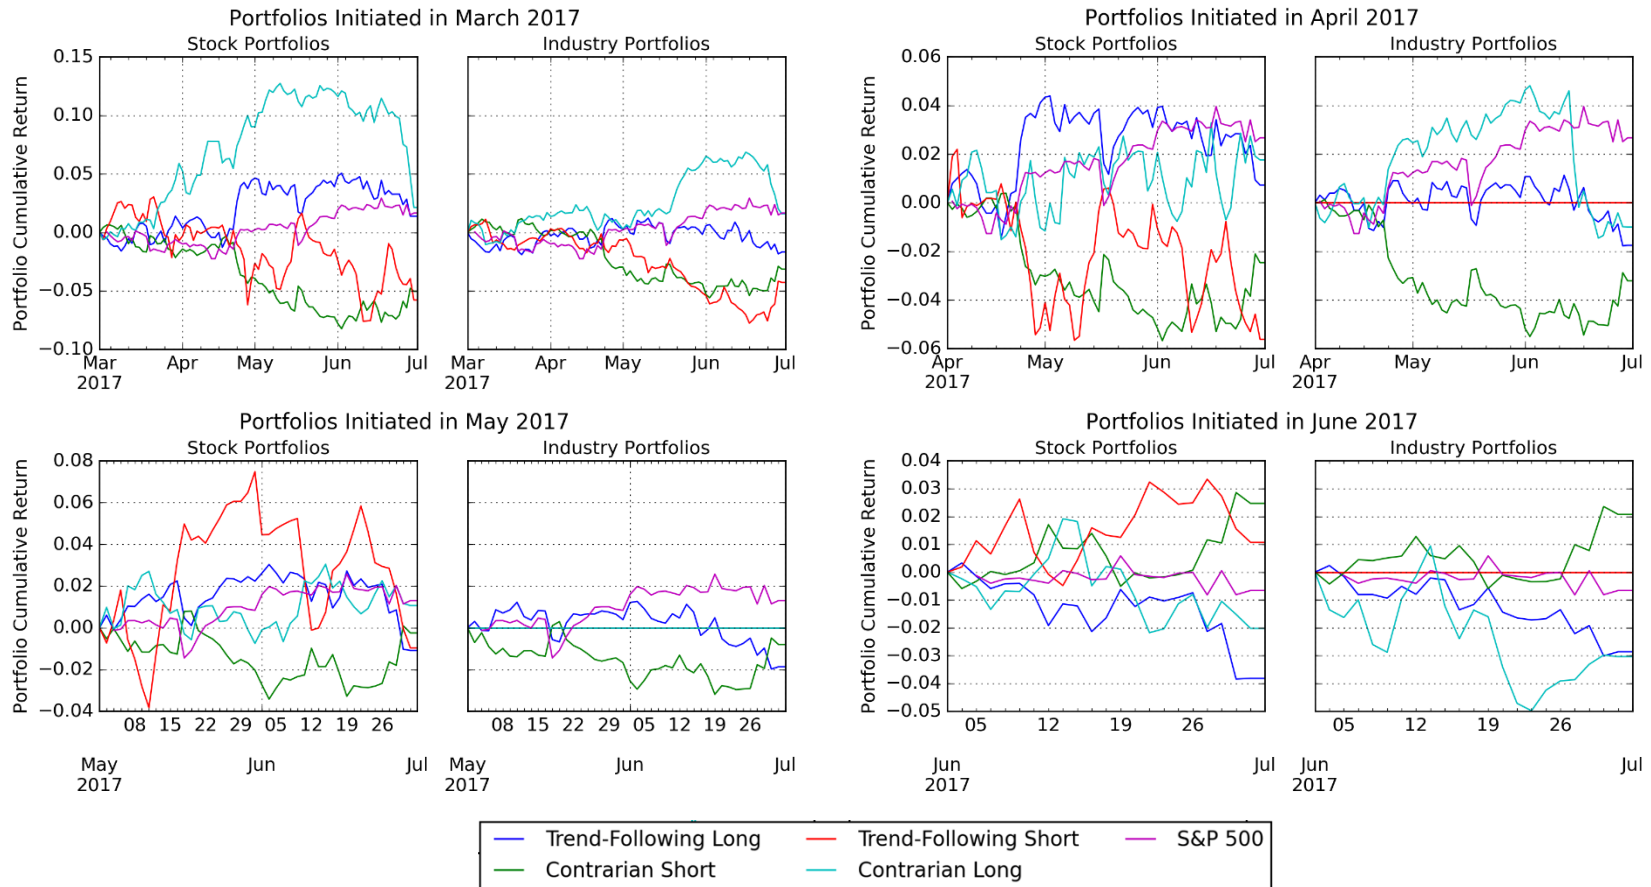 Portfolios Initiated in March 2017
Stock Portfolios
Industry Portfolios
Portfolio Cumulative Return
0.15
0.10
0.05
0.00
−0.05
−0.10
Mar
2017
Apr
May
Jun
Jul
Mar
2017
Apr
May
Jun
Jul
Portfolios Initiated in April 2017
Stock Portfolios
Industry Portfolios
Portfolio Cumulative Return
0.06
0.04
0.02
0.00
−0.02
−0.04
−0.06
Apr
2017
May
Jun
Jul
Apr
2017
May
Jun
Jul
Portfolios Initiated in May 2017
Stock Portfolios
Industry Portfolios
Portfolio Cumulative Return
0.08
0.06
0.04
0.02
0.00
−0.02
−0.04
08 15 22 29 05 12 19 26
May
2017
Jun
Jul
08 15 22 29 05 12 19 26
May
2017
Jun
Jul
Portfolios Initiated in June 2017
Stock Portfolios
Industry Portfolios
Portfolio Cumulative Return
0.04
0.03
0.02
0.01
0.00
−0.01
−0.02
−0.03
−0.04
−0.05
05 12 19 26
Jun
2017
Jul
05 12 19 26
Jun
2017
Jul
Trend-Following Long
Trend-Following Short
S&P 500
Contrarian Short
Contrarian Long